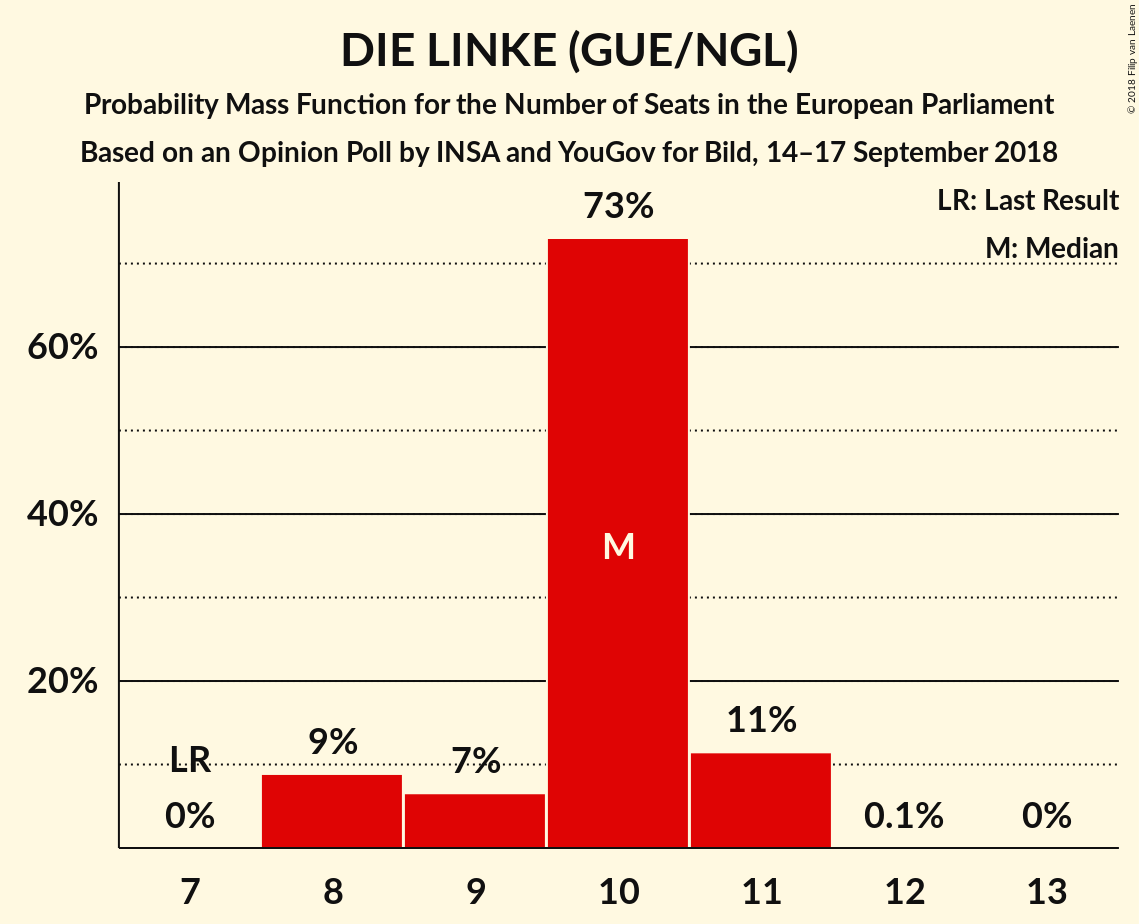 DIE LINKE (GUE/NGL)
Probability Mass Function for the Number of Seats in the European Parliament
Based on an Opinion Poll by INSA and YouGov for Bild, 14–17 September 2018
© 2018 Filip van Laenen
LR: Last Result
M: Median
60%
40%
20%
LR
0%
9%
7%
73%
M
11%
0.1%
0%
7 8 9 10 11 12 13